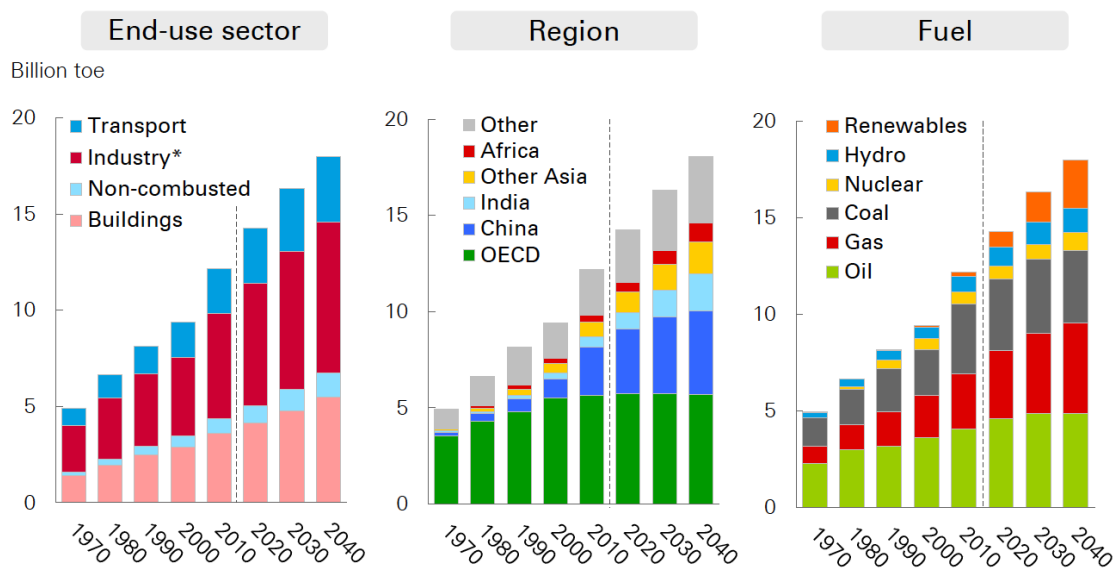 End-use sector
Billion toe
20
15
10
5
0
Transport
Industry*
Non-combusted
Buildings
1970
1980
1990
2000
2010
2020
2030
2040
Region
20
15
10
5
0
Other
Africa
Other Asia
India
China
OECD
1970
1980
1990
2000
2010
2020
2030
2040
Fuel
20
15
10
5
0
Renewables
Hydro
Nuclear
Coal
Gas
Oil
1970
1980
1990
2000
2010
2020
2030
2040